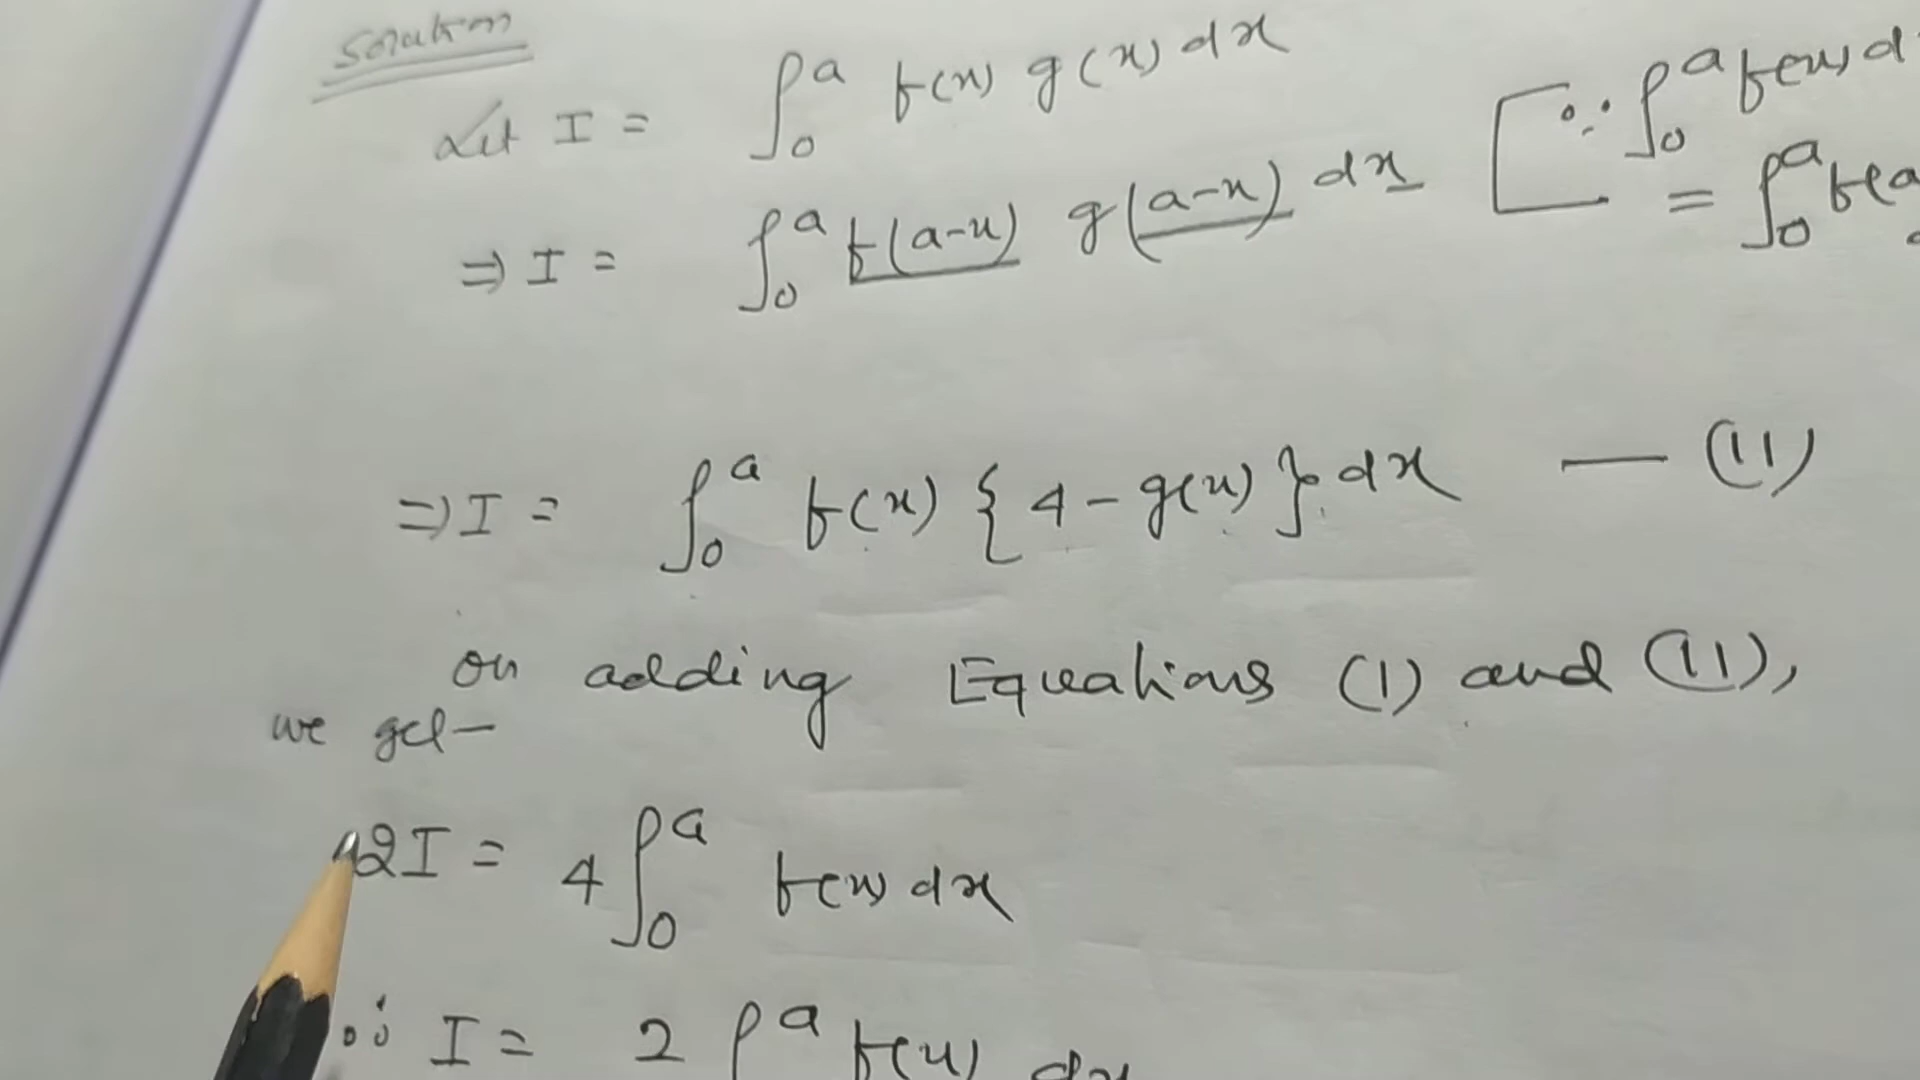 Solution
Let I = ∫₀ᵃ f(x) g(x) dx [∵ ∫₀ᵃ f(x) d
⇒ I = ∫₀ᵃ f(a-x) g(a-x) dx = ∫₀ᵃ f(a
⇒ I = ∫₀ᵃ f(x) {4 - g(x)} dx — (II)
on adding Equations (I) and (II),
we get-
2I = 4 ∫₀ᵃ f(x) dx
∴ I = 2 ∫ᵃ f(x) dx